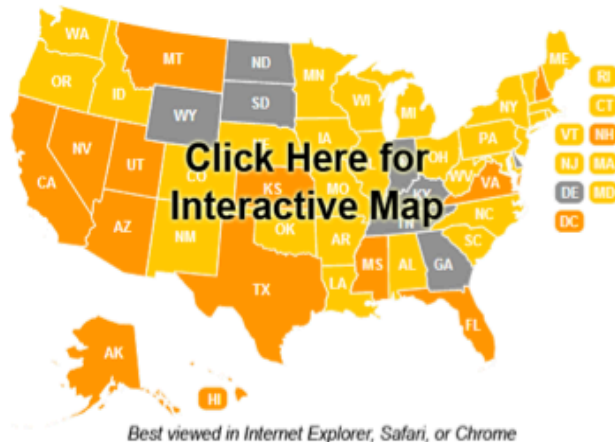 WA
MT
ND
MN
ME
OR
ID
WY
SD
WI
MI
NY
RI
CT
VT
NH
NJ
MA
DE
MD
DC
NV
UT
CO
IA
OH
PA
CA
Click Here for
Interactive Map
KS
MO
WV
VA
KY
AZ
NM
OK
AR
TN
NC
SC
TX
LA
MS
AL
GA
FL
AK
HI
Best viewed in Internet Explorer, Safari, or Chrome